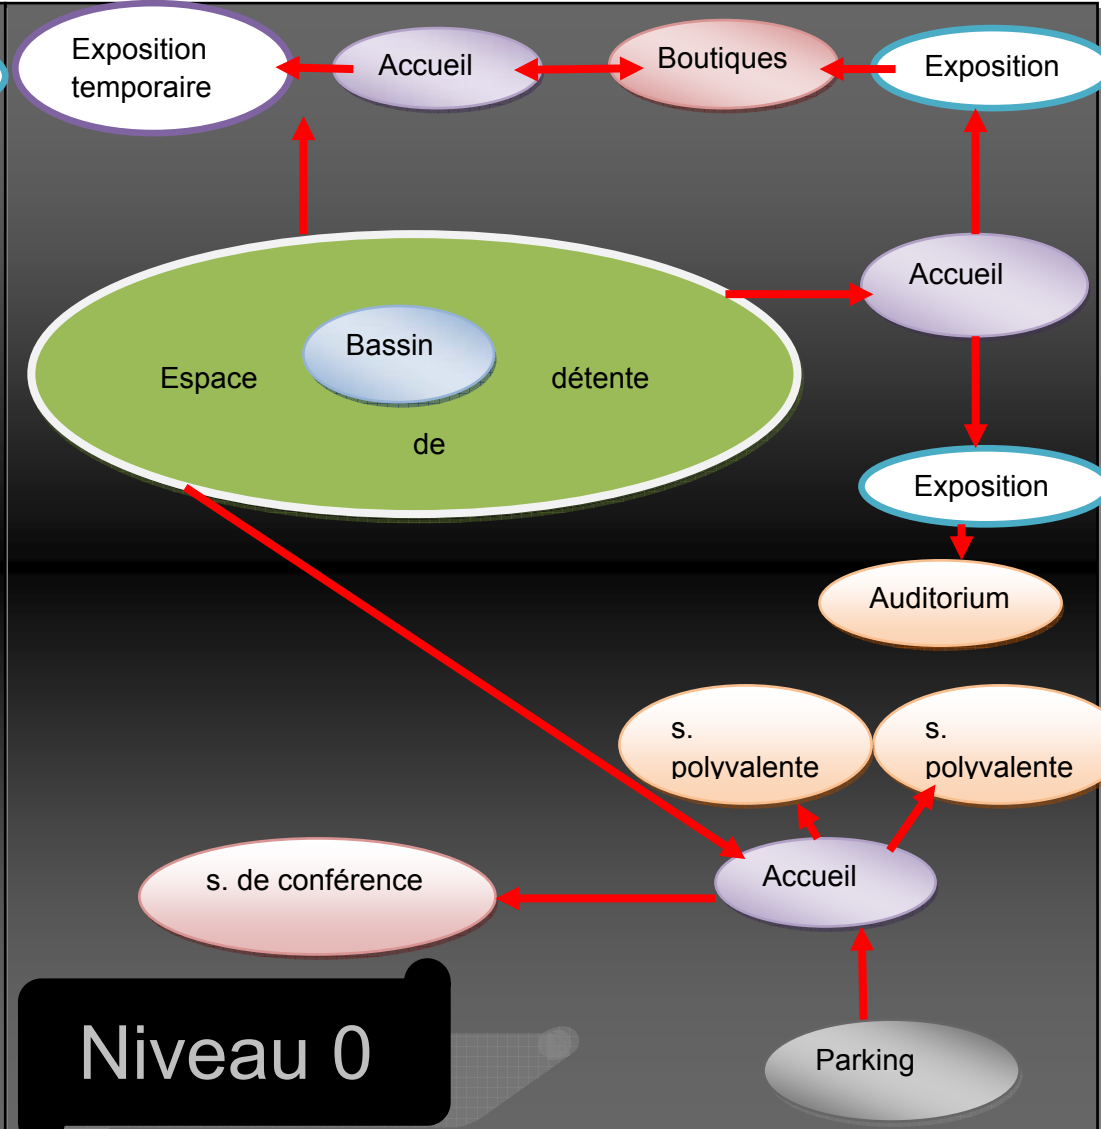 Exposition
temporaire
Accueil
Boutiques
Exposition
Accueil
Bassin
Espace
détente
de
Exposition
Auditorium
s.
polyvalente
s.
polyvalente
s. de conférence
Accueil
Niveau 0
Parking